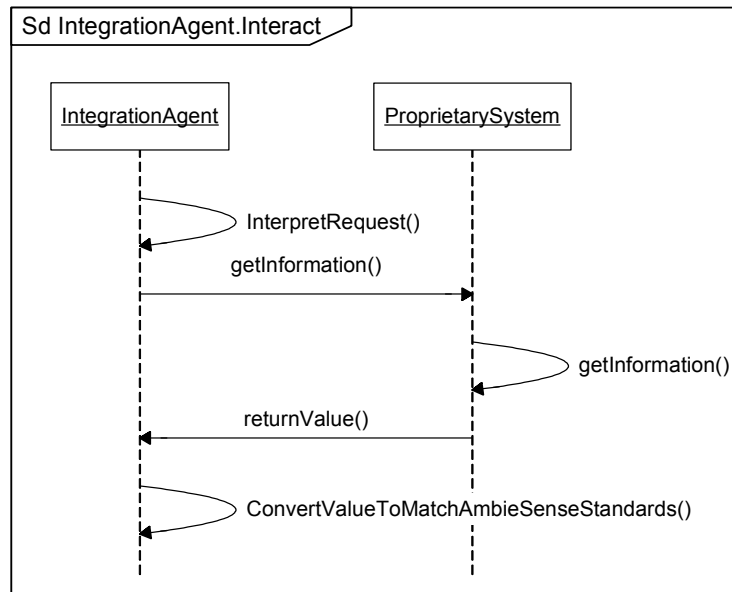 Sd IntegrationAgent.Interact
IntegrationAgent
ProprietarySystem
InterpretRequest()
getInformation()
getInformation()
returnValue()
ConvertValueToMatchAmbieSenseStandards()